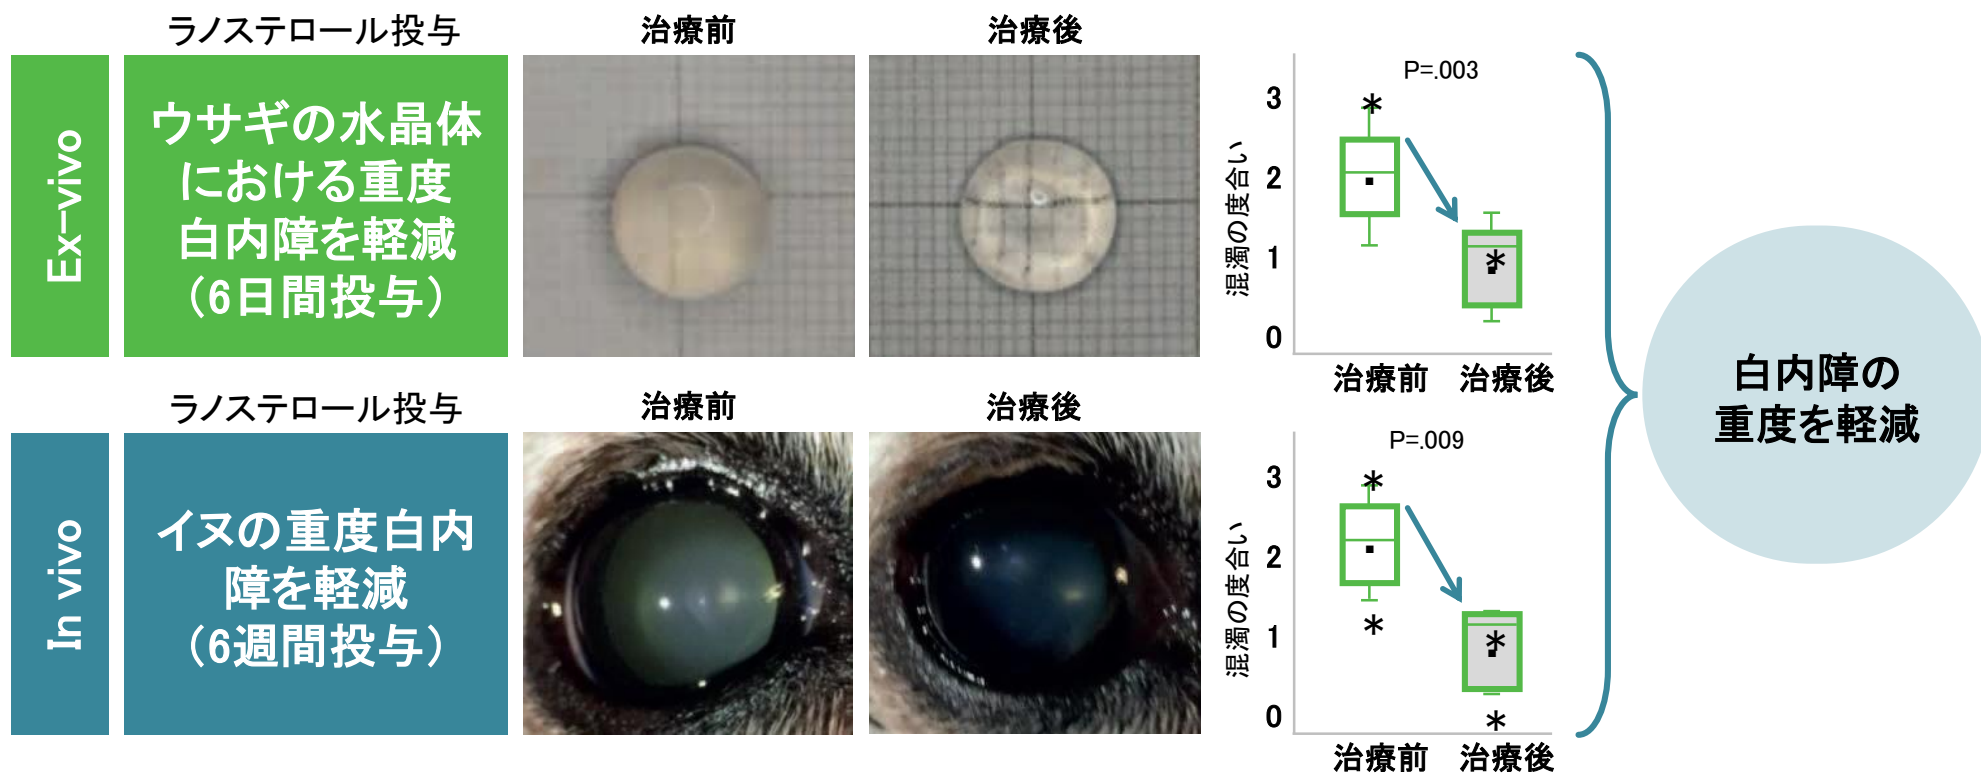 ラノステロール投与
治療前
治療後
Ex-vivo
ウサギの水晶体
における重度
白内障を軽減
（6日間投与）
P=.003
混濁の度合い
3
2
1
0
治療前
治療後
ラノステロール投与
治療前
治療後
In vivo
イヌの重度白内
障を軽減
（6週間投与）
P=.009
混濁の度合い
3
2
1
0
治療前
治療後
白内障の
重度を軽減